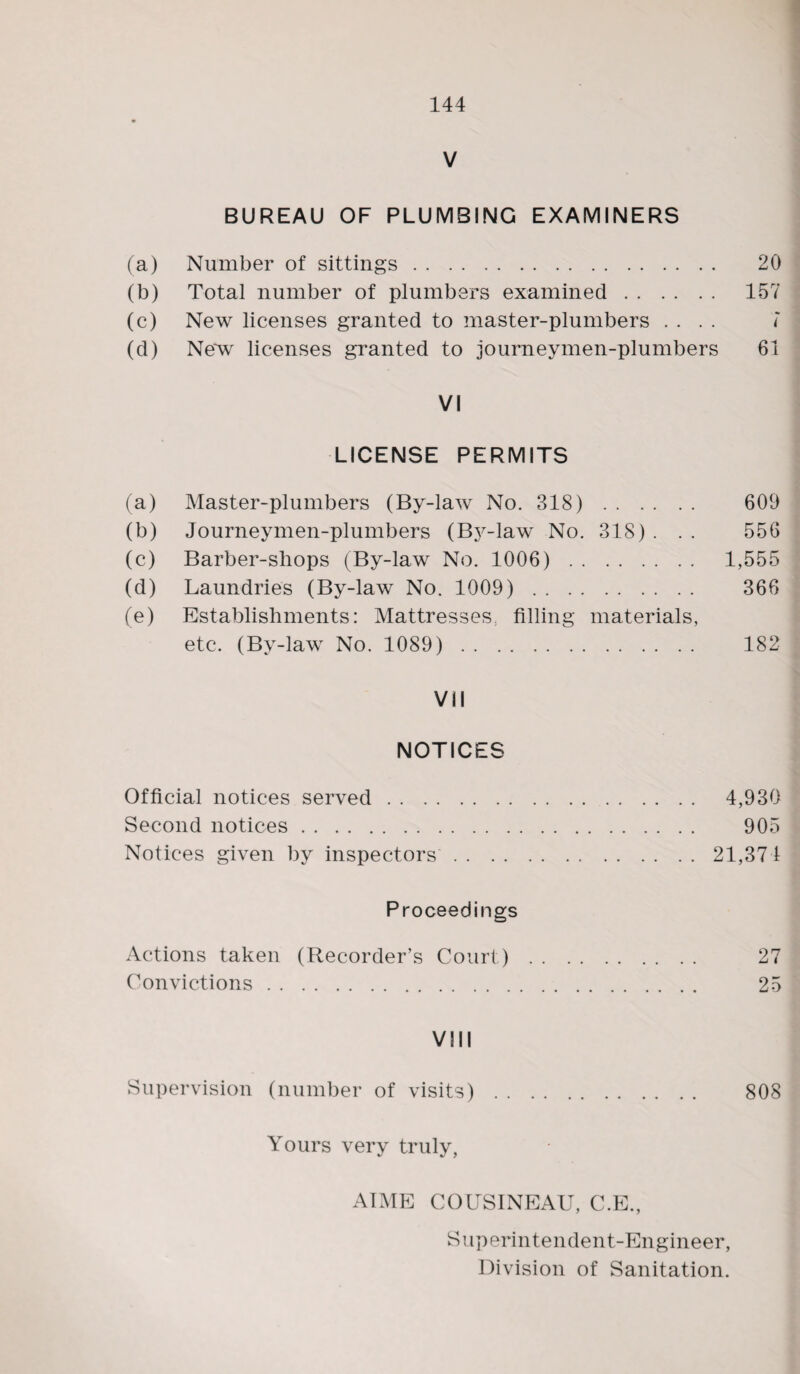 144
V
BUREAU OF PLUMBING EXAMINERS
(a) Number of sittings . . . . . . . . . . . . . . . . . . 20
(b) Total number of plumbers examined . . . . . . 157
(c) New licenses granted to master-plumbers . . . . 7
(d) New licenses granted to journeymen-plumbers 61
VI
LICENSE PERMITS
(a) Master-plumbers (By-law No. 318) . . . . . . 609
(b) Journeymen-plumbers (By-law No. 318) . . . 556
(c) Barber-shops (By-law No. 1006) . . . . . . . . 1,555
(d) Laundries (By-law No. 1009) . . . . . . . . . . 366
(e) Establishments: Mattresses, filling materials,
etc. (By-law No. 1089) . . . . . . . . . . . . . . 182
VII
NOTICES
Official notices served . . . . . . . . . . . . . . . . . . 4,930
Second notices . . . . . . . . . . . . . . . . . . . . . . 905
Notices given by inspectors . . . . . . . . . . . . . . 21,374
Proceedings
Actions taken (Recorder's Court) . . . . . . . . . . 27
Convictions . . . . . . . . . . . . . . . . . . . . . . . . 25
VIII
Supervision (number of visits) . . . . . . . . . . . . 808
Yours very truly,
AIME COUSINEAU, C.E.,
Superintendent-Engineer,
Division of Sanitation.